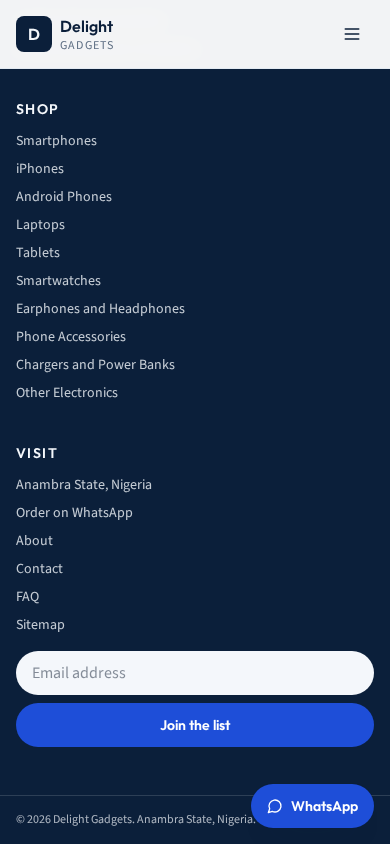 D
Delight
GADGETS
SHOP
Smartphones
iPhones
Android Phones
Laptops
Tablets
Smartwatches
Earphones and Headphones
Phone Accessories
Chargers and Power Banks
Other Electronics
VISIT
Anambra State, Nigeria
Order on WhatsApp
About
Contact
FAQ
Sitemap
Email address
Join the list
© 2026 Delight Gadgets. Anambra State, Nigeria.
WhatsApp